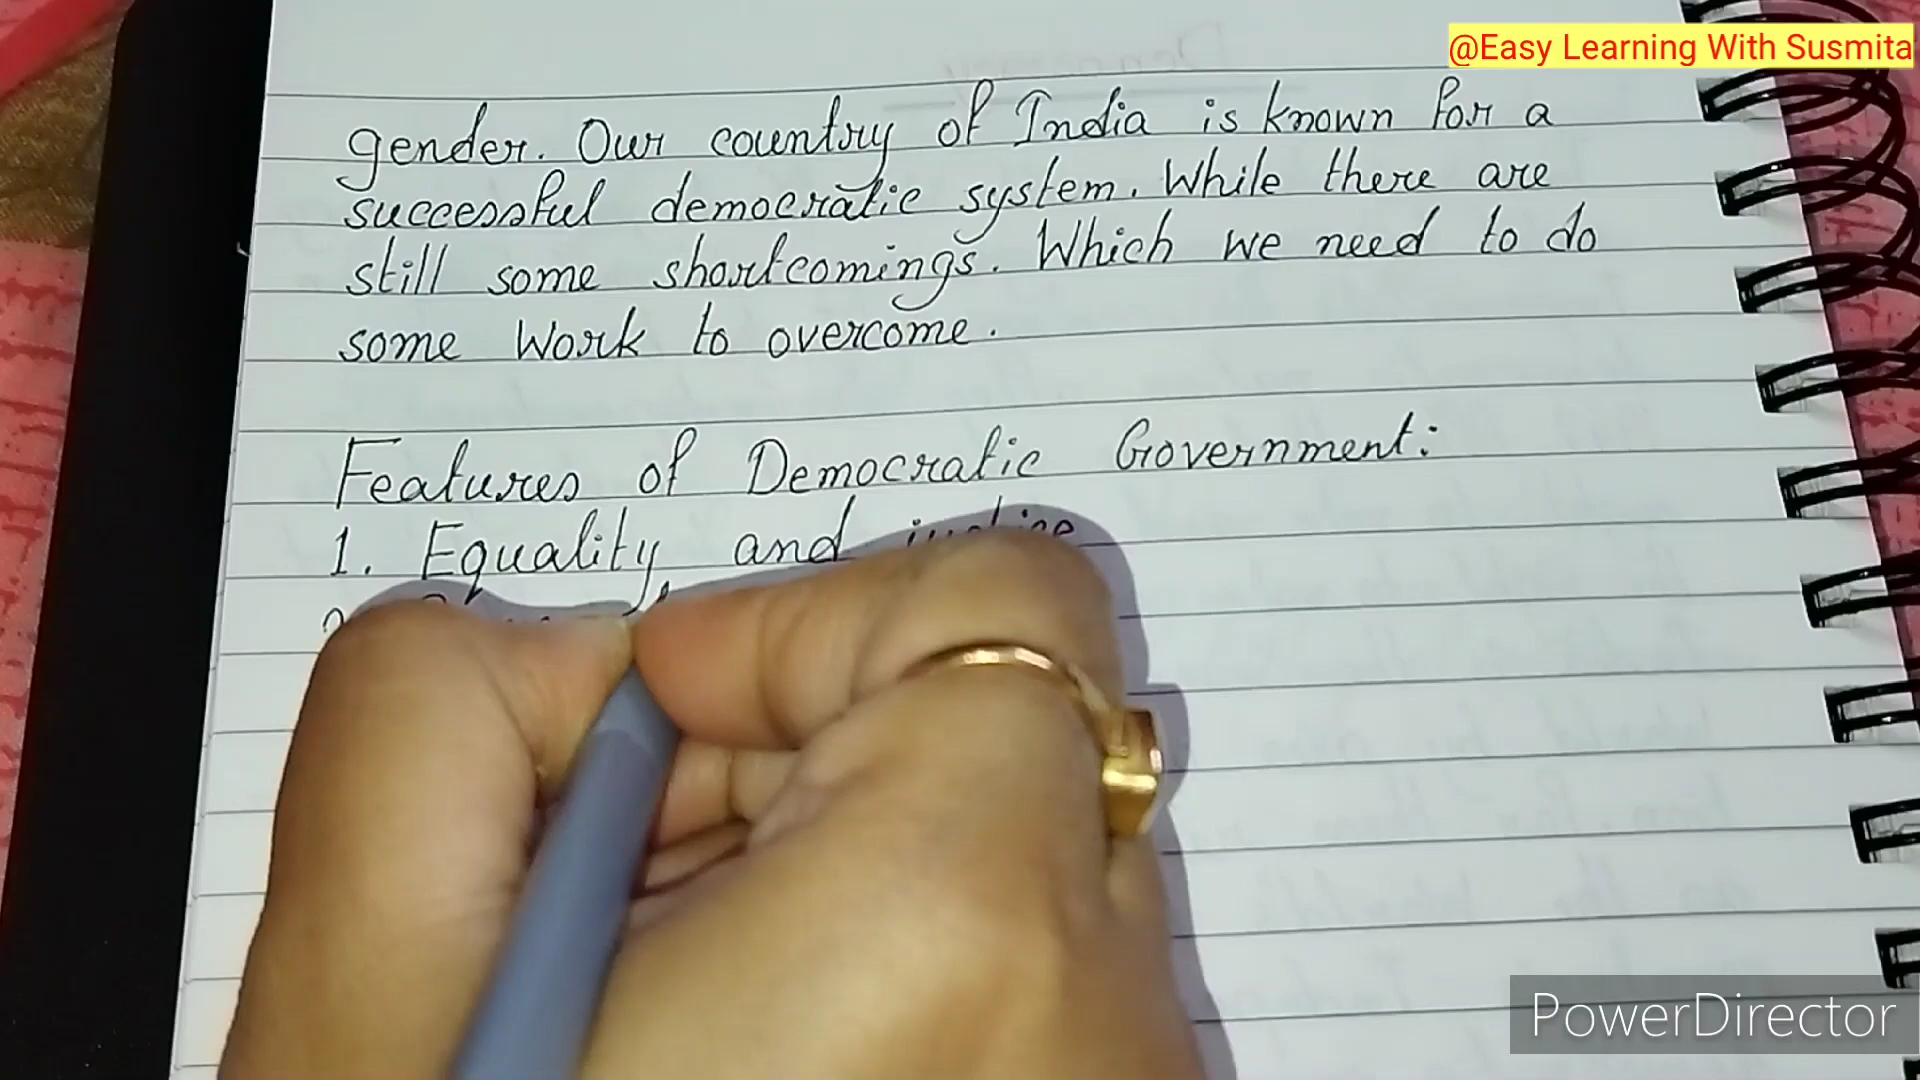 @Easy Learning With Susmita
gender. Our country of India is known for a
successful democratic system. While there are
still some shortcomings. Which we need to do
some work to overcome.
Features of Democratic Government:
1. Equality and justice
PowerDirector